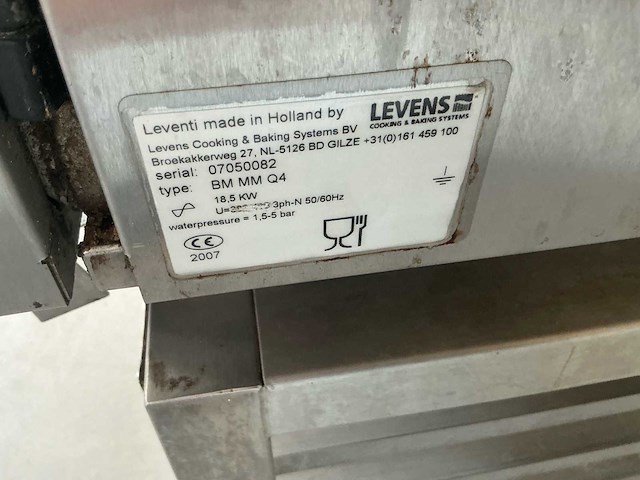 Leventi made in Holland by
LEVENS
COOKING & BAKING SYSTEMS
Levens Cooking & Baking Systems BV
Broekakkerweg 27, NL-5126 BD GILZE +31(0)161 459 100
serial: 07050082
type: BM MM Q4
18,5 KW
3ph-N 50/60Hz
waterpressure = 1,5-5 bar
CE
2007